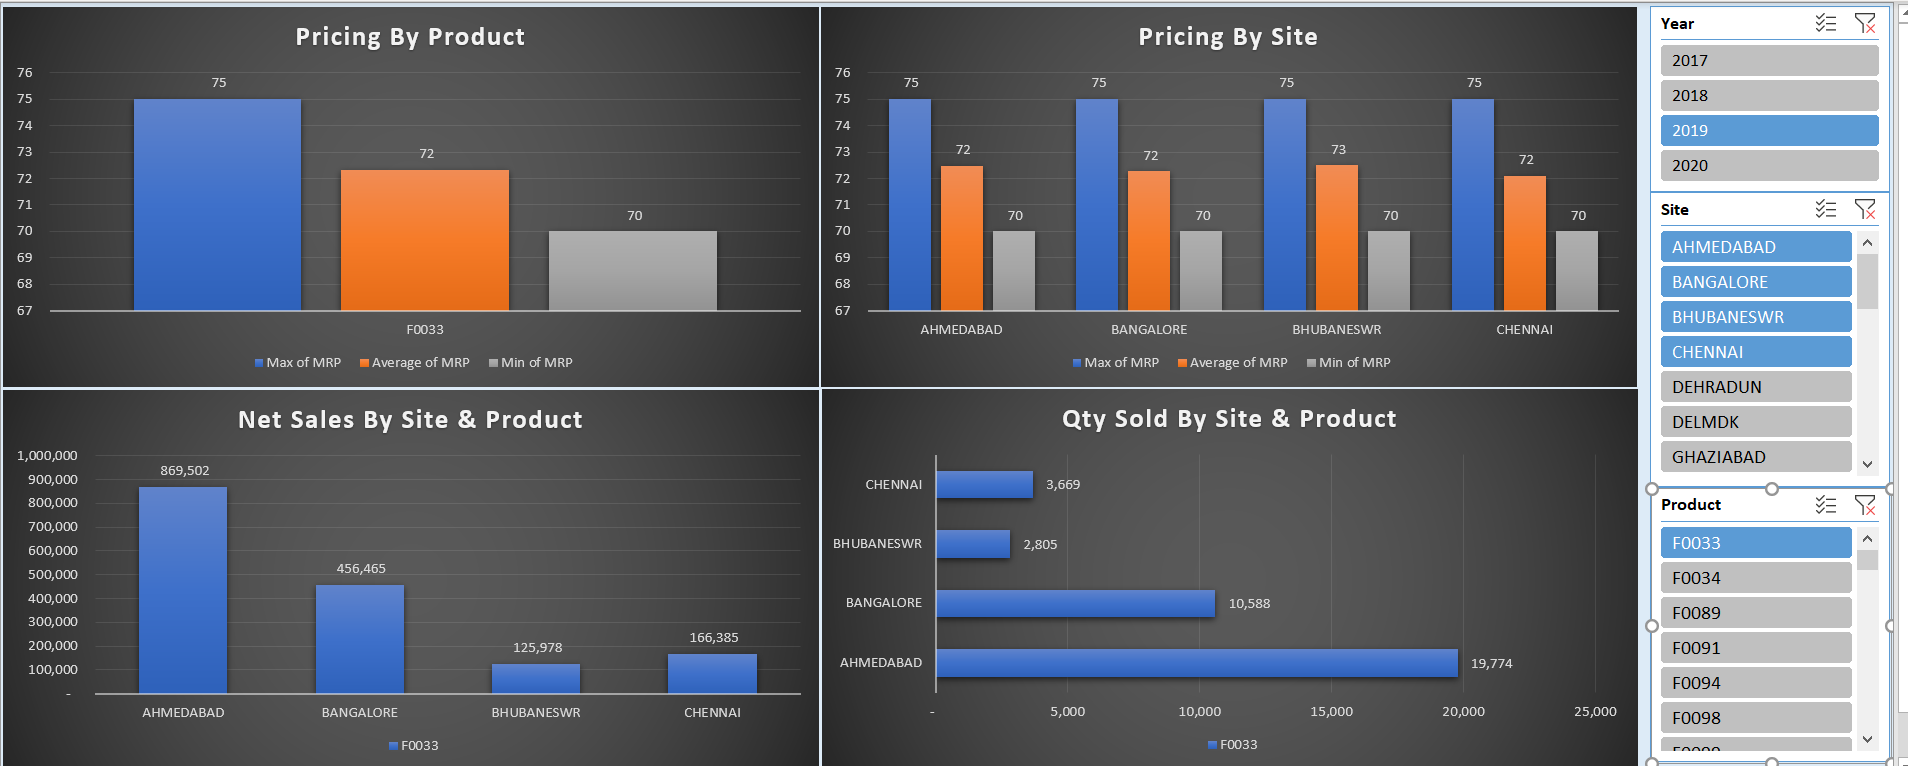 Pricing By Product
76
75
74
73
72
71
70
69
68
67
75
72
70
F0033
Max of MRP Average of MRP Min of MRP
Pricing By Site
76
75
74
73
72
71
70
69
68
67
75 72 70
75 72 70
75 73 70
75 72 70
AHMEDABAD BANGALORE BHUBANESWR CHENNAI
Max of MRP Average of MRP Min of MRP
Net Sales By Site & Product
1,000,000
900,000
800,000
700,000
600,000
500,000
400,000
300,000
200,000
100,000
-
869,502
456,465
125,978
166,385
AHMEDABAD BANGALORE BHUBANESWR CHENNAI
F0033
Qty Sold By Site & Product
CHENNAI 3,669
BHUBANESWR 2,805
BANGALORE 10,588
AHMEDABAD 19,774
- 5,000 10,000 15,000 20,000 25,000
F0033
Year
2017
2018
2019
2020
Site
AHMEDABAD
BANGALORE
BHUBANESWR
CHENNAI
DEHRADUN
DELMDK
GHAZIABAD
Product
F0033
F0034
F0089
F0091
F0094
F0098